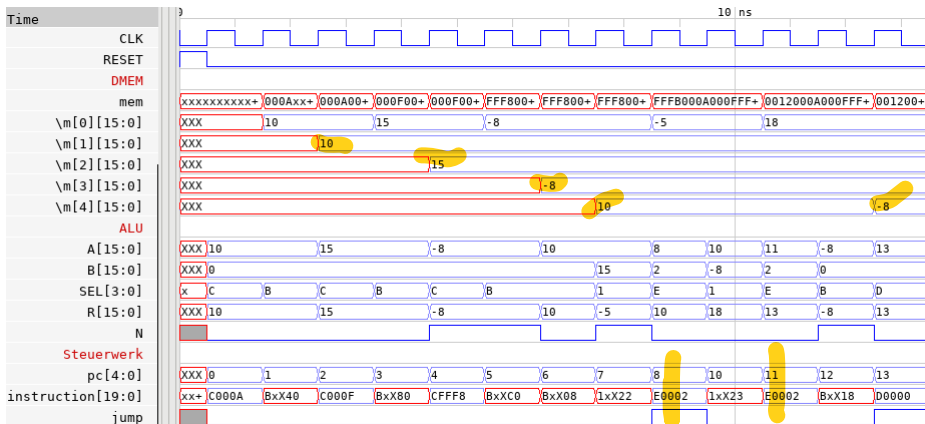 Time 0 10 ns
CLK
RESET
DMEM
mem xxxxxxxxxx+ 000Axx+ 000A00+ 000F00+ 000F00+ FFF800+ FFF800+ FFF800+ FFFB000A000FFF+ 0012000A000FFF+ 001200+
\m[0][15:0] XXX 10 15 -8 -5 18
\m[1][15:0] XXX 10
\m[2][15:0] XXX 15
\m[3][15:0] XXX -8
\m[4][15:0] XXX 10 -8
ALU
A[15:0] XXX 10 15 -8 10 8 10 11 -8 13
B[15:0] XXX 0 15 2 -8 2 0
SEL[3:0] x C B C B C B 1 E 1 E B D
R[15:0] XXX 10 15 -8 10 -5 10 18 13 -8 13
N
Steuerwerk
pc[4:0] XXX 0 1 2 3 4 5 6 7 8 10 11 12 13
instruction[19:0] xx+ C000A BxX40 C000F BxX80 CFFF8 BxXC0 BxX08 1xX22 E0002 1xX23 E0002 BxX18 D0000
jump